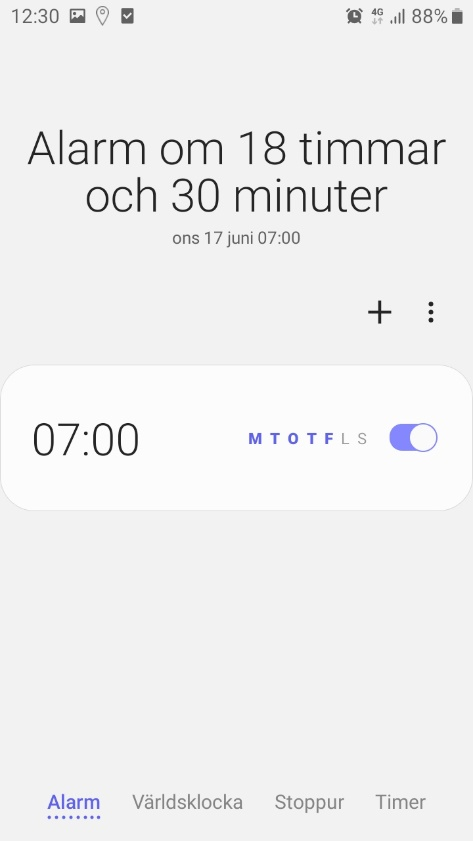 12:30 4G 88%
Alarm om 18 timmar
och 30 minuter
ons 17 juni 07:00
07:00 M T O T F L S
Alarm Världsklocka Stoppur Timer